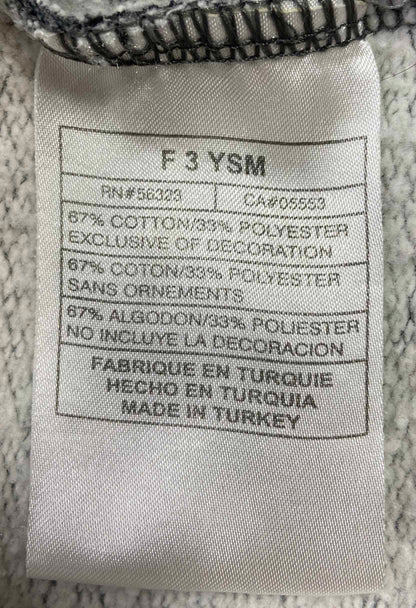 F 3 YSM
RN#56323 CA#05553
67% COTTON/33% POLYESTER
EXCLUSIVE OF DECORATION
67% COTON/33% POLYESTER
SANS ORNEMENTS
67% ALGODON/33% POLIESTER
NO INCLUYE LA DECORACION
FABRIQUE EN TURQUIE
HECHO EN TURQUIA
MADE IN TURKEY